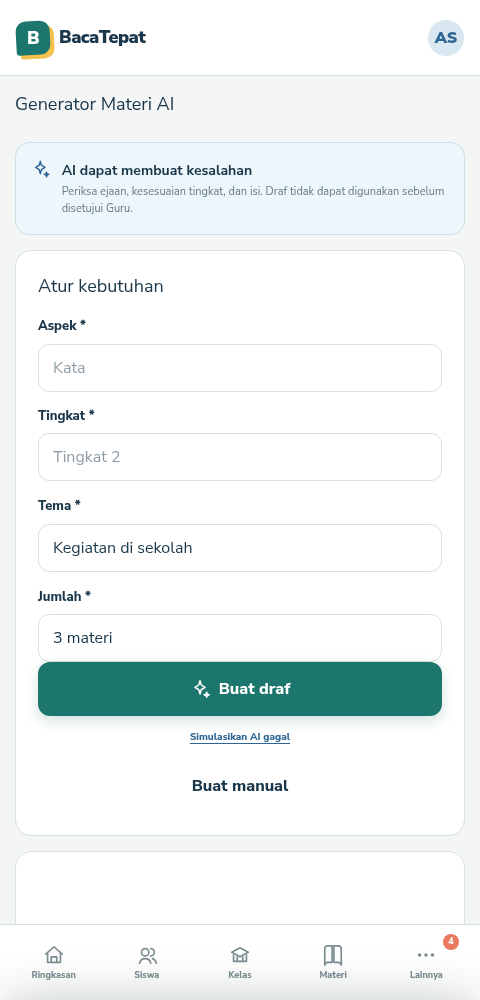 B BacaTepat AS
Generator Materi AI
AI dapat membuat kesalahan
Periksa ejaan, kesesuaian tingkat, dan isi. Draf tidak dapat digunakan sebelum
disetujui Guru.
Atur kebutuhan
Aspek *
Kata
Tingkat *
Tingkat 2
Tema *
Kegiatan di sekolah
Jumlah *
3 materi
Buat draf
Simulasikan AI gagal
Buat manual
4
Ringkasan Siswa Kelas Materi Lainnya